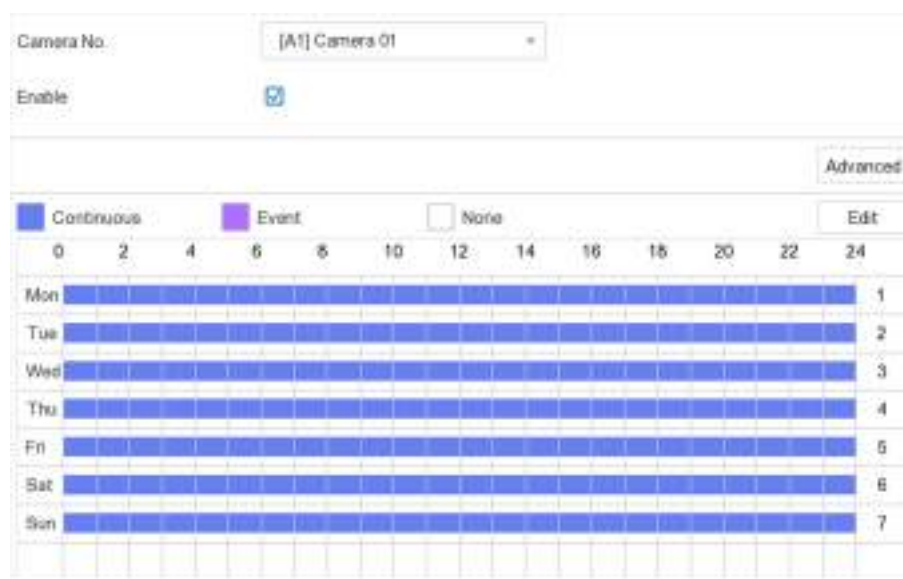 Camera No. [A1] Camera 01
Enable
Advanced
Continuous Event None Edit
0 2 4 6 8 10 12 14 16 18 20 22 24
Mon 1
Tue 2
Wed 3
Thu 4
Fri 5
Sat 6
Sun 7